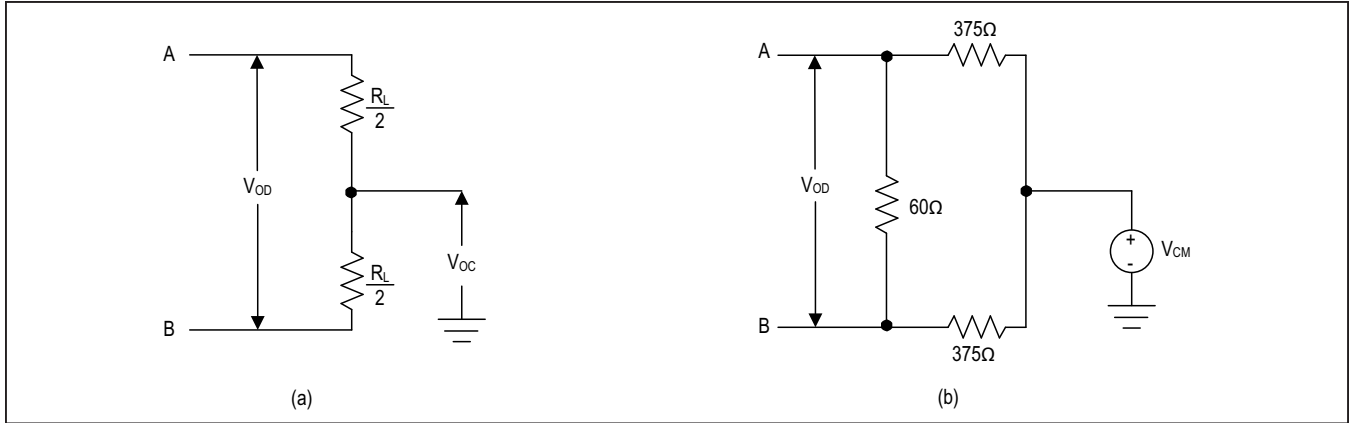 A
R_L
2
V_OD
R_L
2
V_OC
B
(a)
375Ω
A
V_OD
60Ω
+
-
V_CM
B
375Ω
(b)